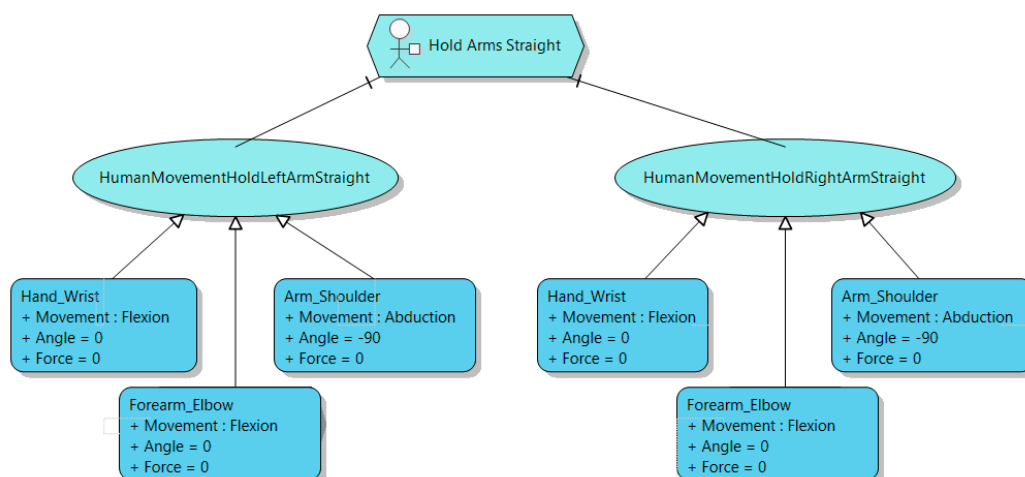 Hold Arms Straight
HumanMovementHoldLeftArmStraight
HumanMovementHoldRightArmStraight
Hand_Wrist
+ Movement : Flexion
+ Angle = 0
+ Force = 0
Arm_Shoulder
+ Movement : Abduction
+ Angle = -90
+ Force = 0
Hand_Wrist
+ Movement : Flexion
+ Angle = 0
+ Force = 0
Arm_Shoulder
+ Movement : Abduction
+ Angle = -90
+ Force = 0
Forearm_Elbow
+ Movement : Flexion
+ Angle = 0
+ Force = 0
Forearm_Elbow
+ Movement : Flexion
+ Angle = 0
+ Force = 0